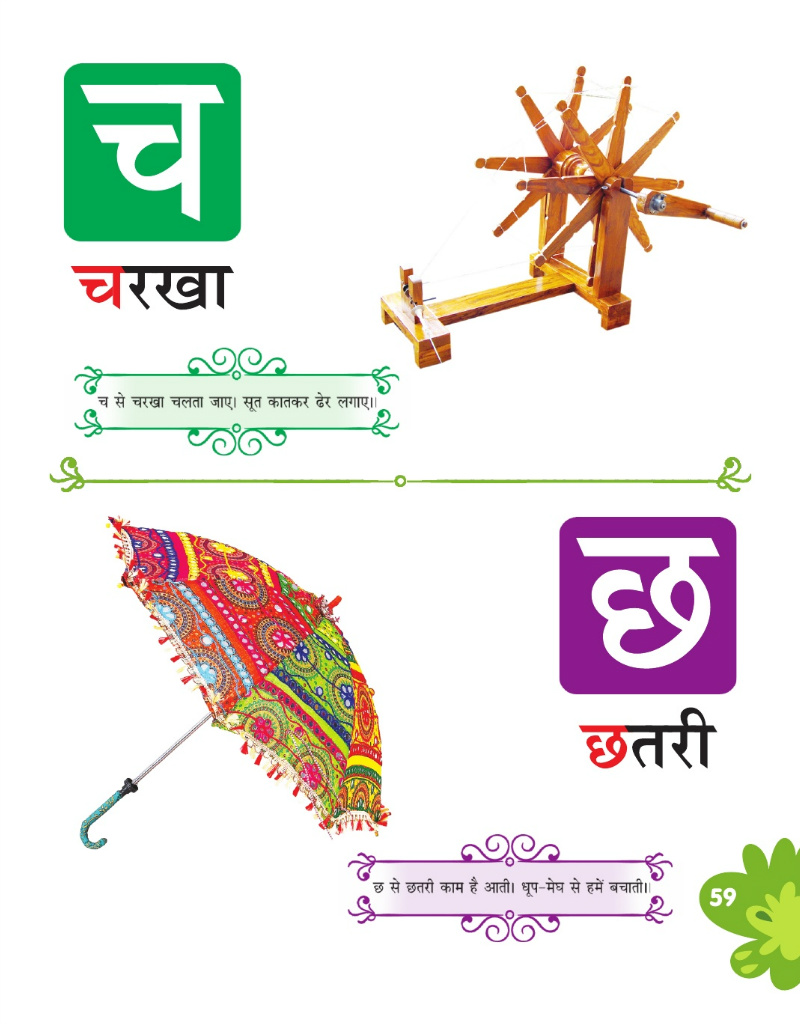 च
चरखा
च से चरखा चलता जाए। सूत कातकर ढेर लगाए।।
छ
छतरी
छ से छतरी काम है आती। धूप-मेघ से हमें बचाती।।
59